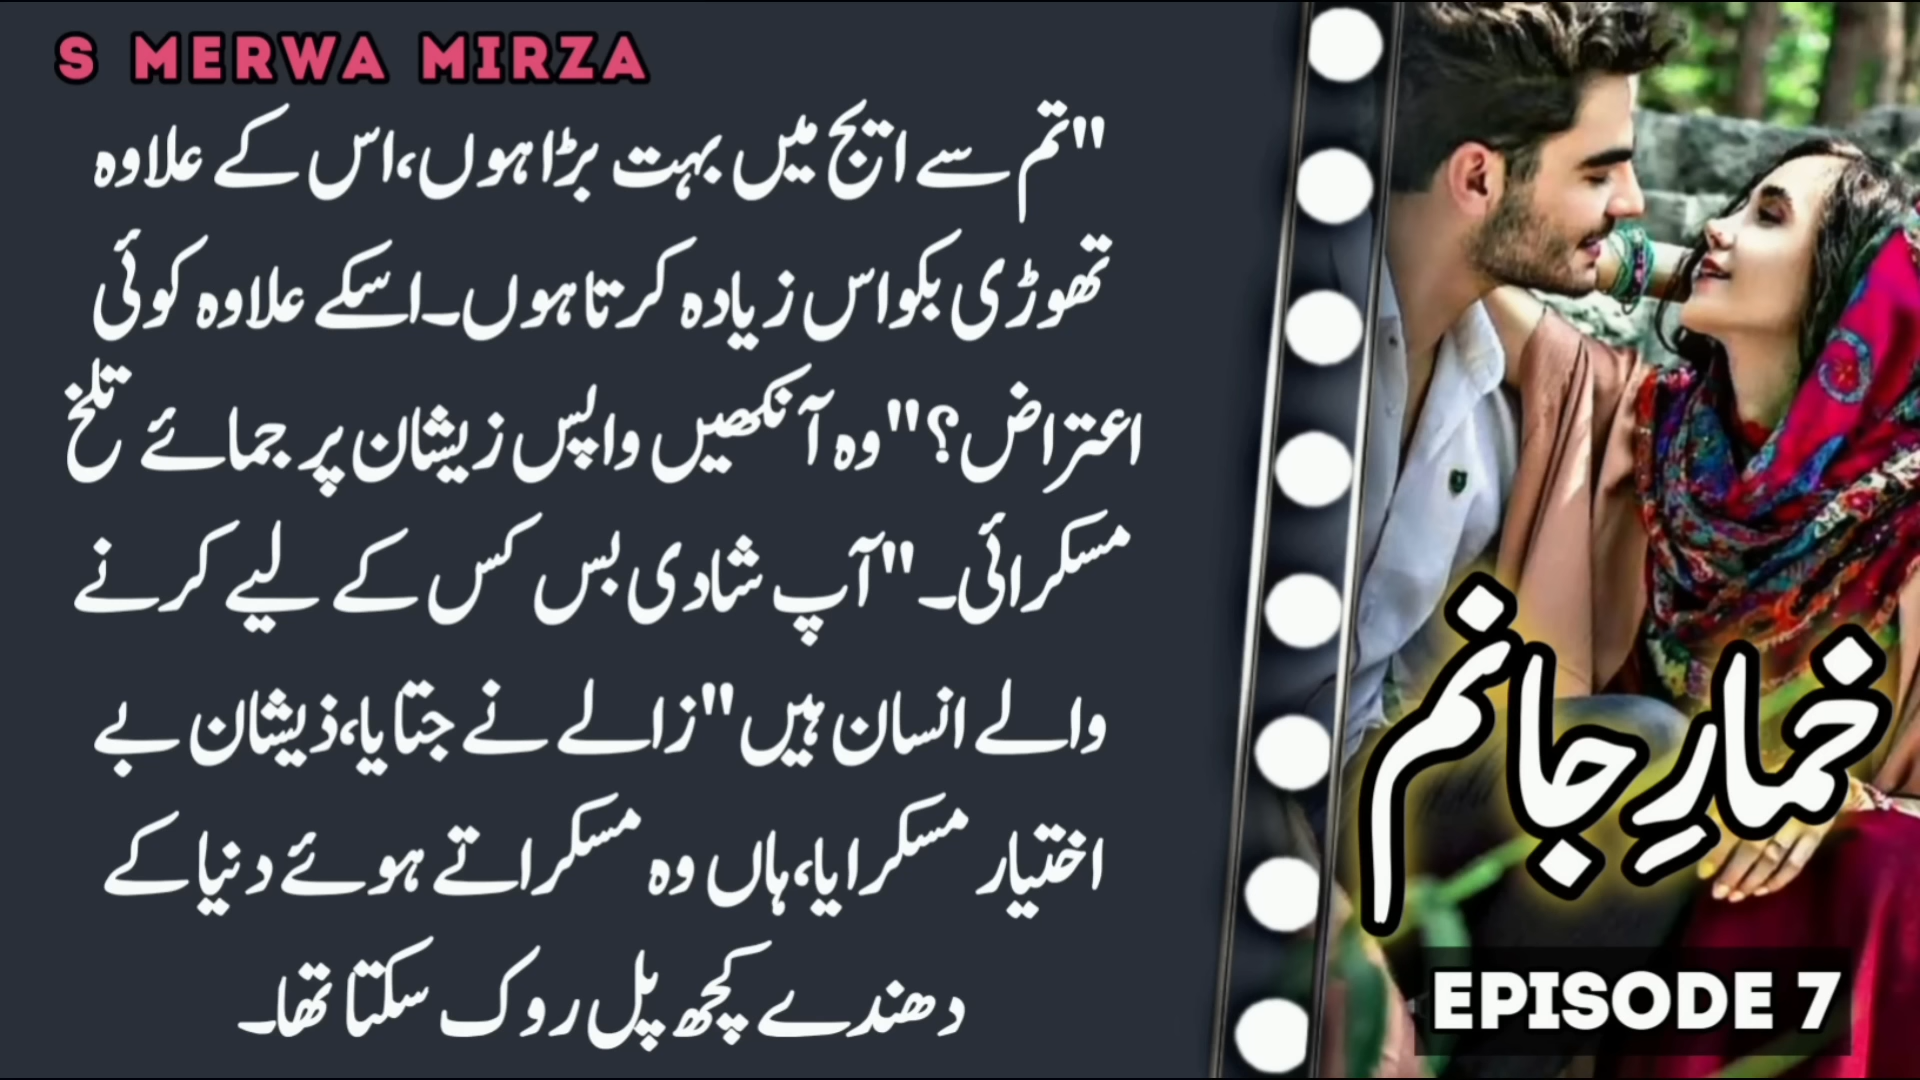 S MERWA MIRZA
"تم سے ایج میں بہت بڑا ہوں،اس کے علاوہ
تھوڑی بکواس زیادہ کرتا ہوں۔اسکے علاوہ کوئی
اعتراض؟"وہ آنکھیں واپس زیشان پر جمائے تلخ
مسکرائی۔"آپ شادی بس کس کے لیے کرنے
والے انسان ہیں"زالے نے جتایا،ذیشان بے
اختیار مسکرایا،ہاں وہ مسکراتے ہوئے دنیا کے
دھندے کچھ پل روک سکتا تھا۔
خمارِ جانم
EPISODE 7